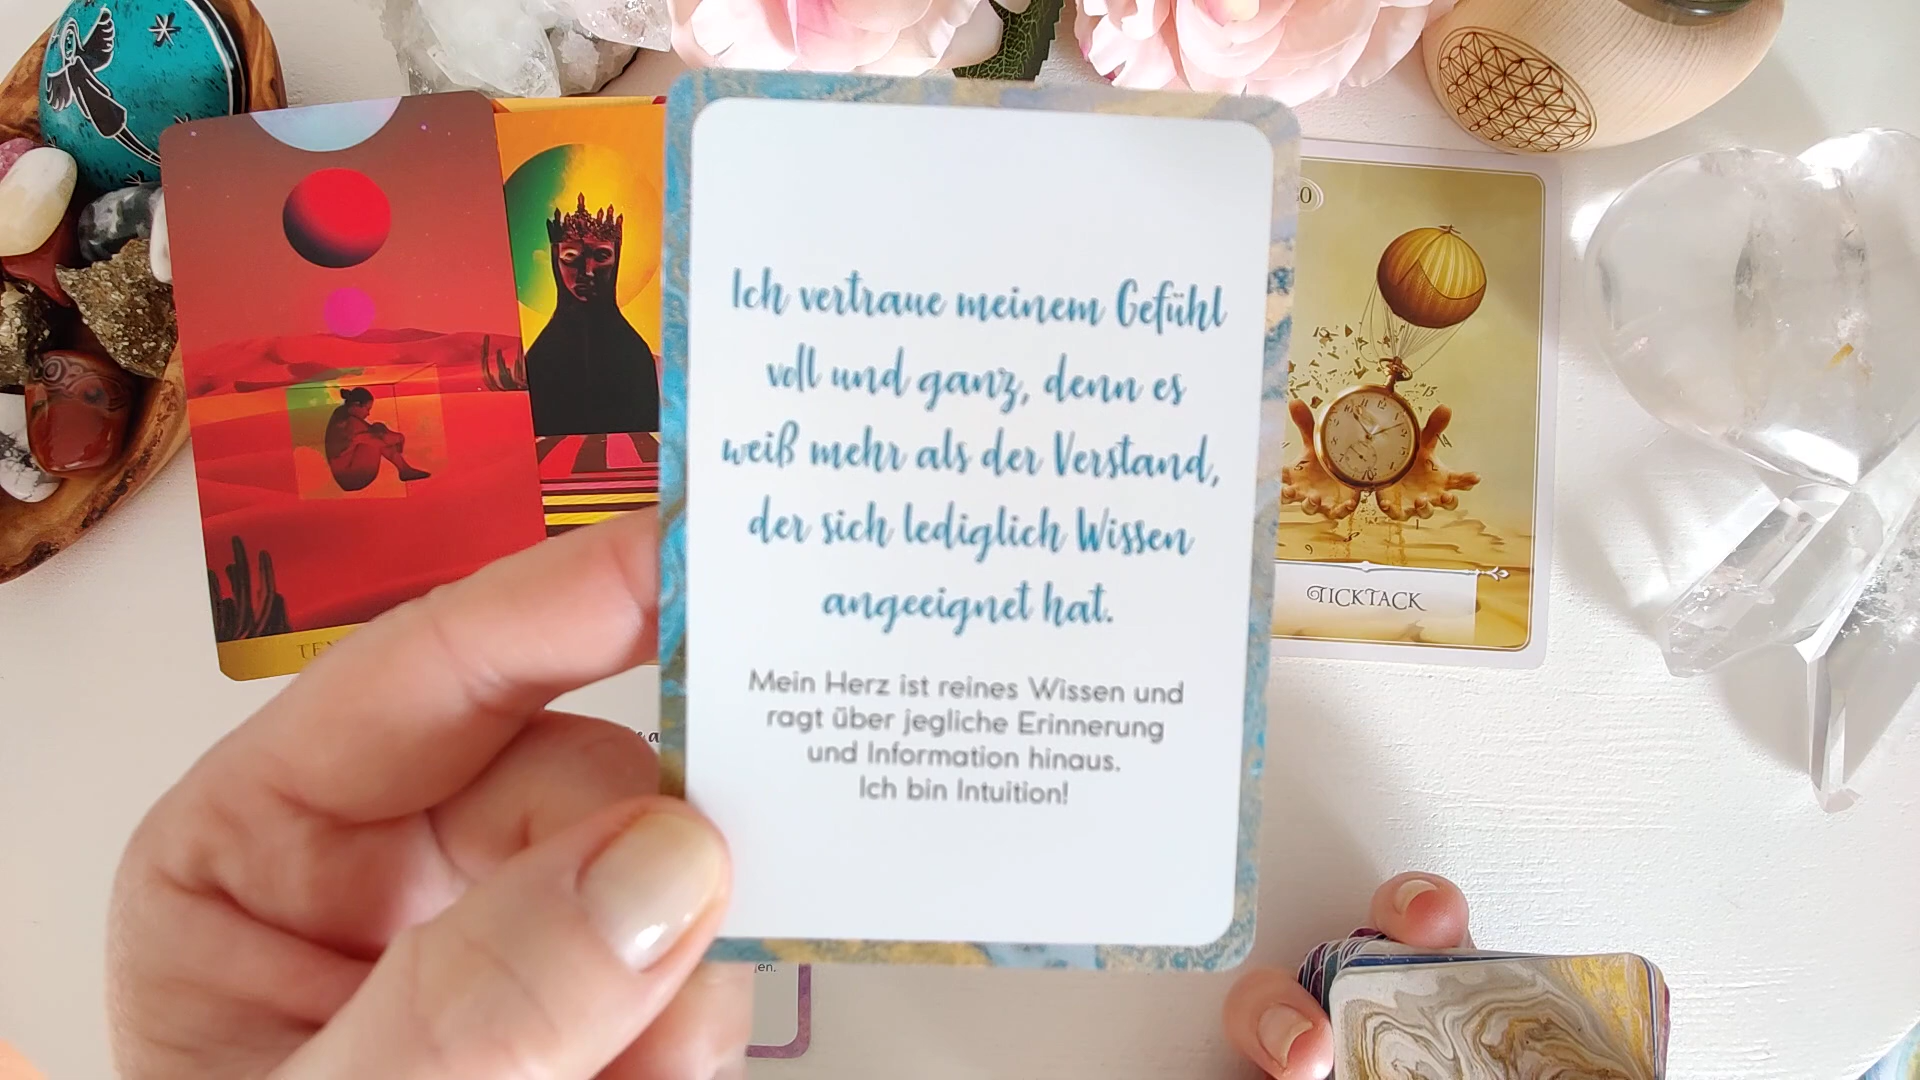 Ich vertraue meinem Gefühl
voll und ganz, denn es
weiß mehr als der Verstand,
der sich lediglich Wissen
angeeignet hat.
Mein Herz ist reines Wissen und
ragt über jegliche Erinnerung
und Information hinaus.
Ich bin Intuition!
TICKTACK